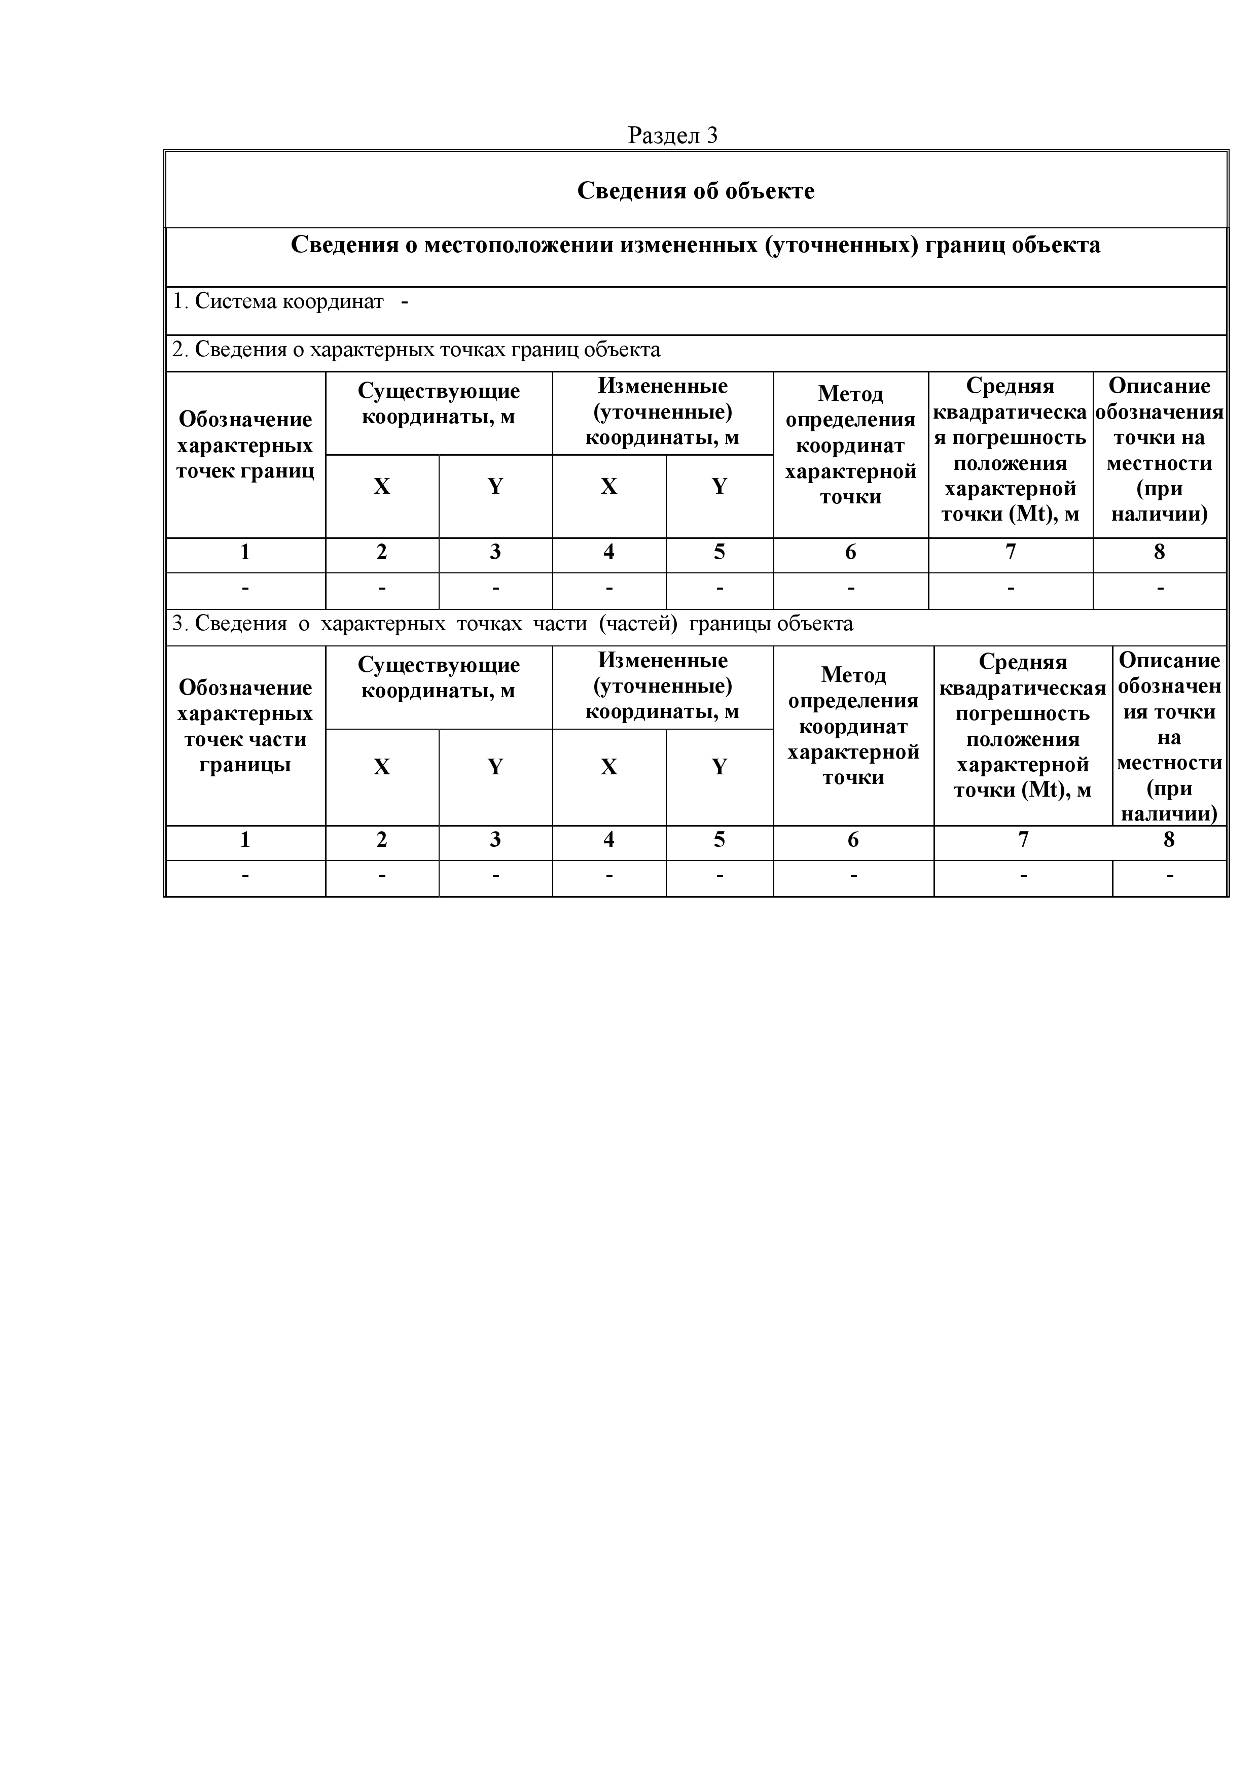 Раздел 3
Сведения об объекте
Сведения о местоположении измененных (уточненных) границ объекта
1. Система координат -
2. Сведения о характерных точках границ объекта
Обозначение
характерных
точек границ
Существующие
координаты, м
Измененные
(уточненные)
координаты, м
Метод
определения
координат
характерной
точки
Средняя
квадратическа
я погрешность
положения
характерной
точки (Mt), м
Описание
обозначения
точки на
местности
(при
наличии)
X Y X Y
1 2 3 4 5 6 7 8
- - - - - - - -
3. Сведения о характерных точках части (частей) границы объекта
Обозначение
характерных
точек части
границы
Существующие
координаты, м
Измененные
(уточненные)
координаты, м
Метод
определения
координат
характерной
точки
Средняя
квадратическая
погрешность
положения
характерной
точки (Mt), м
Описание
обозначен
ия точки
на
местности
(при
наличии)
X Y X Y
1 2 3 4 5 6 7 8
- - - - - - - -